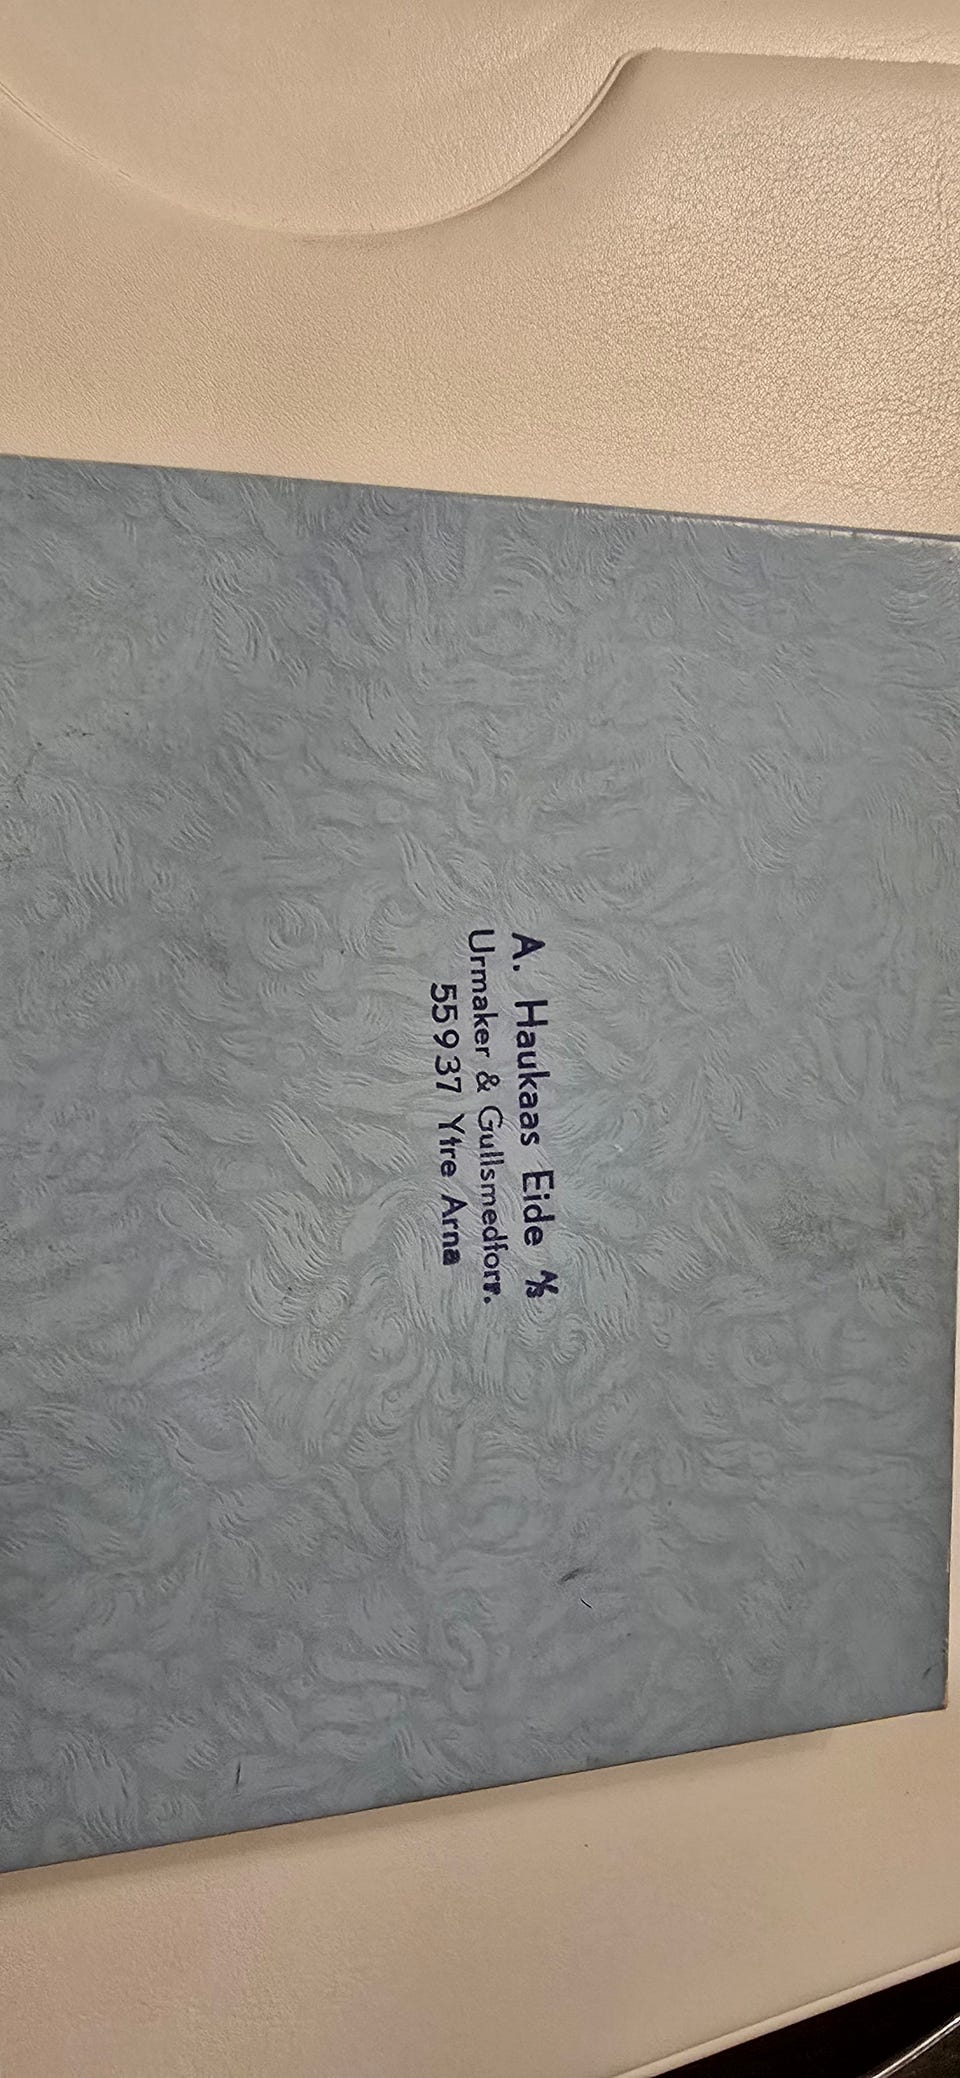 A. Haukaas Eide A/S
Urmaker & Gullsmedforr.
55937 Ytre Arna